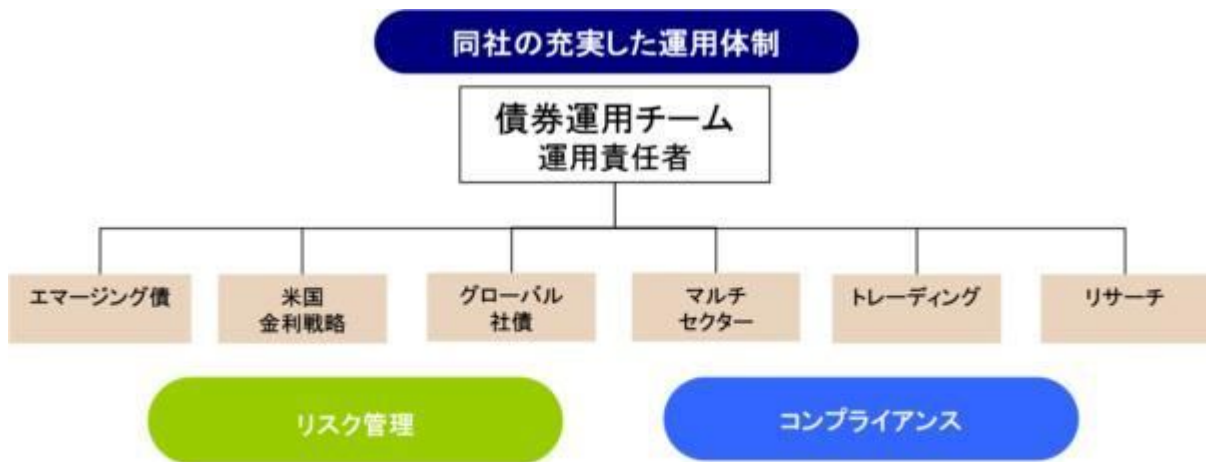 同社の充実した運用体制
債券運用チーム
運用責任者
エマージング債
米国
金利戦略
グローバル
社債
マルチ
セクター
トレーディング
リサーチ
リスク管理
コンプライアンス